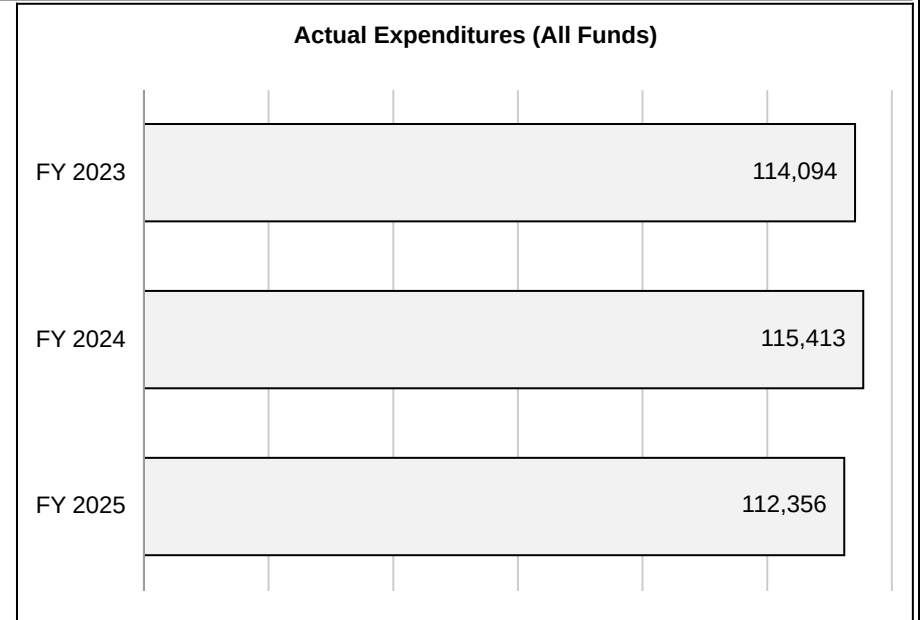 Actual Expenditures (All Funds)
FY 2023 114,094
FY 2024 115,413
FY 2025 112,356